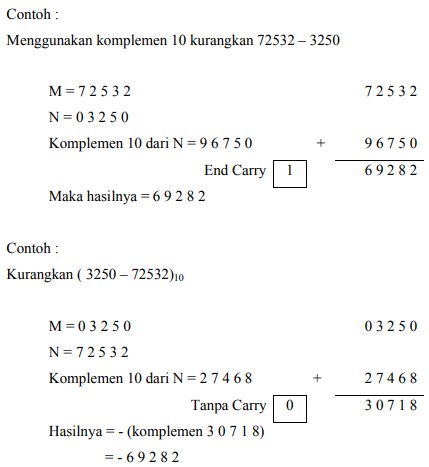 Contoh :
Menggunakan komplemen 10 kurangkan 72532 – 3250
M = 7 2 5 3 2 7 2 5 3 2
N = 0 3 2 5 0
Komplemen 10 dari N = 9 6 7 5 0 + 9 6 7 5 0
End Carry 1 6 9 2 8 2
Maka hasilnya = 6 9 2 8 2
Contoh :
Kurangkan ( 3250 – 72532)₁₀
M = 0 3 2 5 0 0 3 2 5 0
N = 7 2 5 3 2
Komplemen 10 dari N = 2 7 4 6 8 + 2 7 4 6 8
Tanpa Carry 0 3 0 7 1 8
Hasilnya = - (komplemen 3 0 7 1 8)
= - 6 9 2 8 2